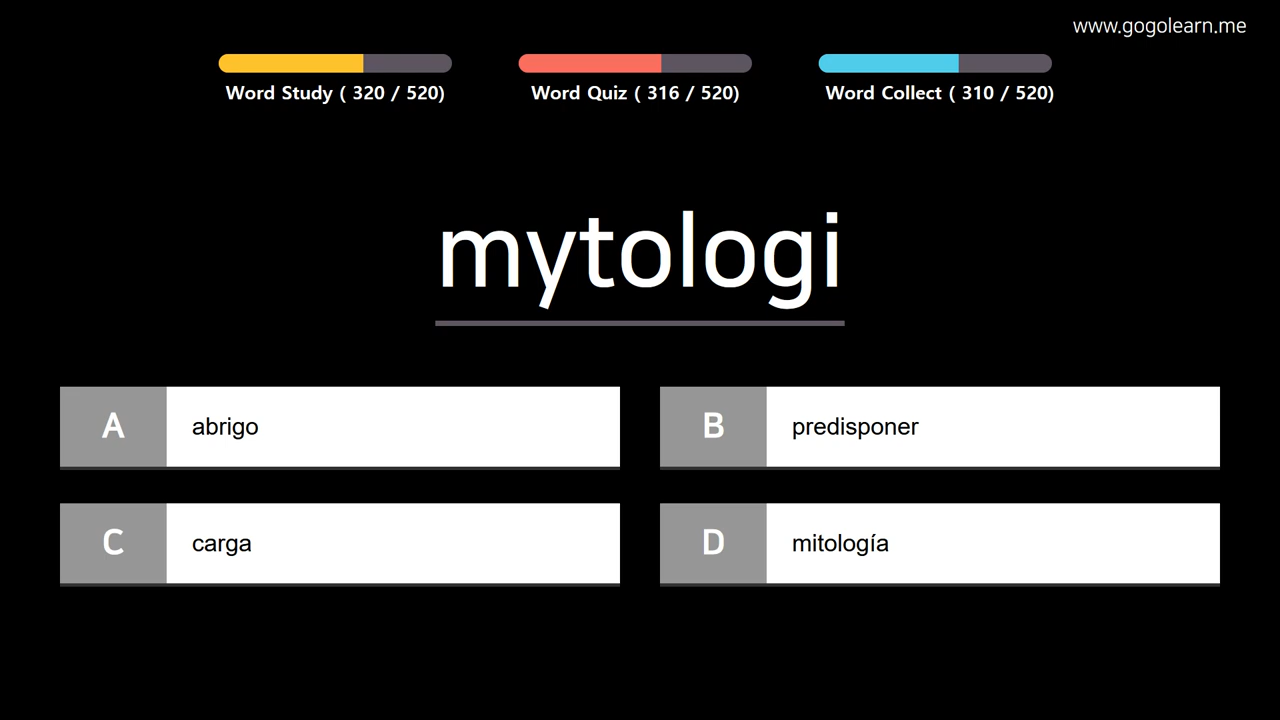 www.gogolearn.me
Word Study ( 320 / 520)
Word Quiz ( 316 / 520)
Word Collect ( 310 / 520)
mytologi
A abrigo
B predisponer
C carga
D mitología